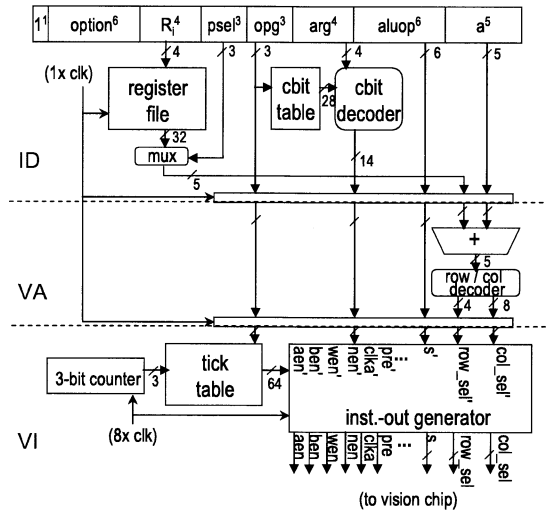 1¹ option⁶ Rᵢ⁴ psel³ opg³ arg⁴ aluop⁶ a⁵
4 3 3 4 6 5
(1x clk)
register file
cbit table
28
cbit decoder
32
mux
14
ID
5
+
5
row / col decoder
VA
4 8
3-bit counter
3
tick table
64
aen' ben' wen' nen' clka' pre' ... s' row_sel' col_sel'
inst.-out generator
VI
(8x clk)
aen ben wen nen clka pre ... s row_sel col_sel
(to vision chip)